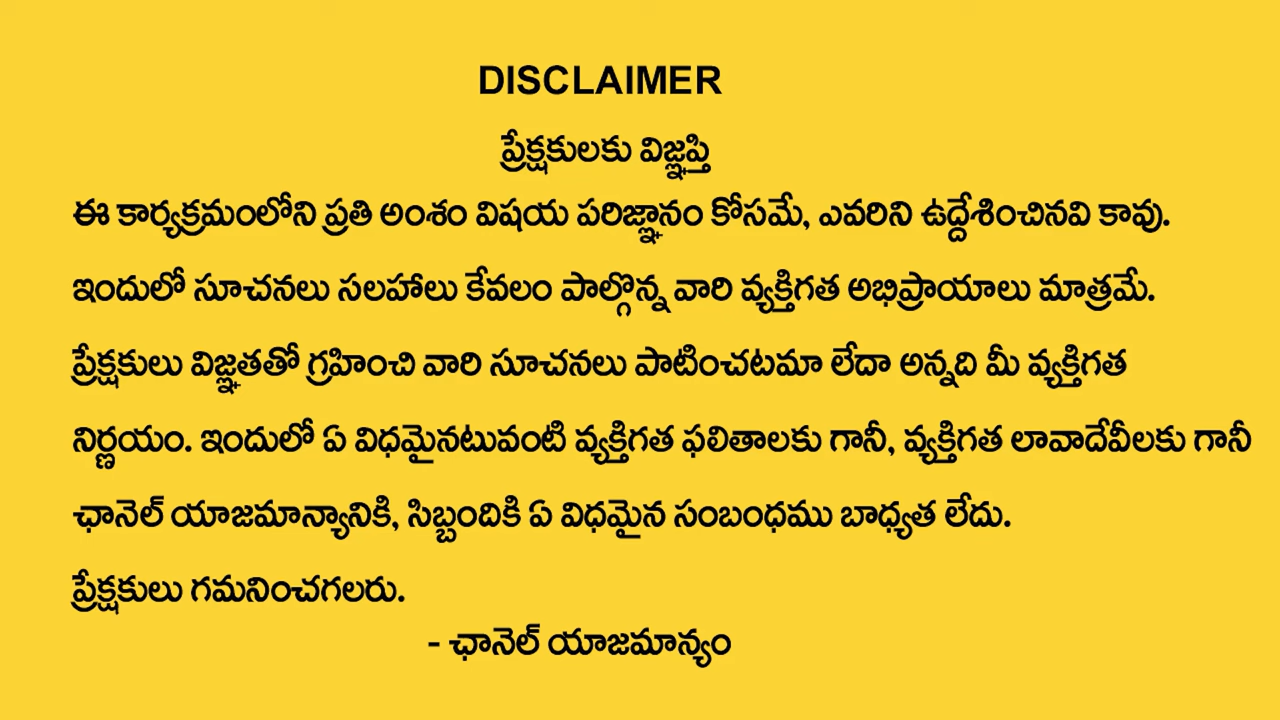 DISCLAIMER
ప్రేక్షకులకు విజ్ఞప్తి
ఈ కార్యక్రమంలోని ప్రతి అంశం విషయ పరిజ్ఞానం కోసమే, ఎవరిని ఉద్దేశించినవి కావు.
ఇందులో సూచనలు సలహాలు కేవలం పాల్గొన్న వారి వ్యక్తిగత అభిప్రాయాలు మాత్రమే.
ప్రేక్షకులు విజ్ఞతతో గ్రహించి వారి సూచనలు పాటించటమా లేదా అన్నది మీ వ్యక్తిగత
నిర్ణయం. ఇందులో ఏ విధమైనటువంటి వ్యక్తిగత ఫలితాలకు గానీ, వ్యక్తిగత లావాదేవీలకు గానీ
ఛానెల్ యాజమాన్యానికి, సిబ్బందికి ఏ విధమైన సంబంధము బాధ్యత లేదు.
ప్రేక్షకులు గమనించగలరు.
- ఛానెల్ యాజమాన్యం